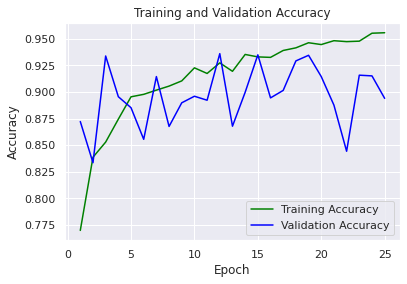 Training and Validation Accuracy
Accuracy
0.950
0.925
0.900
0.875
0.850
0.825
0.800
0.775
Training Accuracy
Validation Accuracy
0 5 10 15 20 25
Epoch